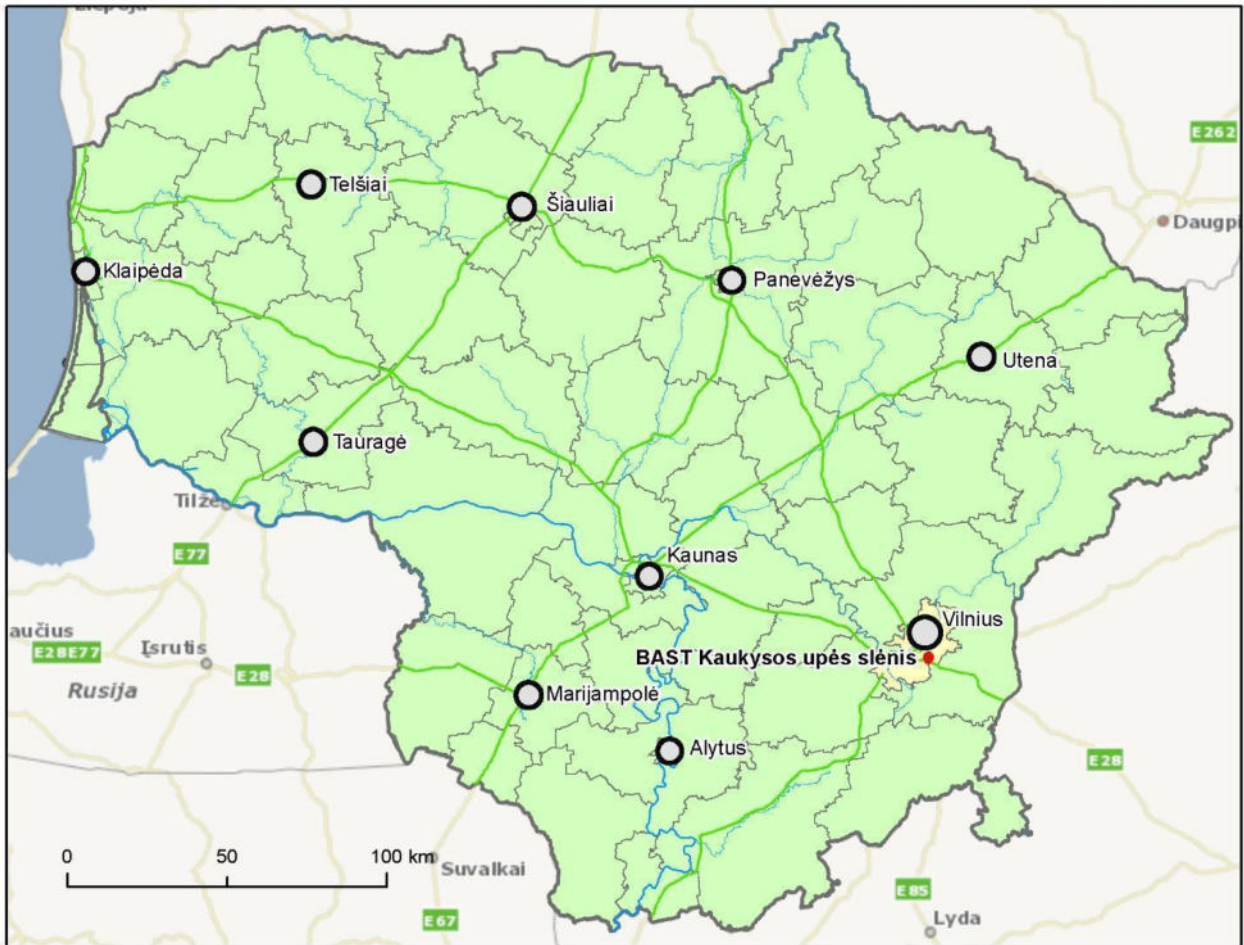 E262
Telšiai
Šiauliai
Daugpi
Klaipėda
Panevėžys
Utena
Tauragė
Tilžė
E77
Kaunas
Vilnius
aučius
E28E77
Įsrutis
BAST Kaukysos upės slėnis
E28
Rusija
Marijampolė
Alytus
E28
0 50 100 km
Suvalkai
E85
E67
Lyda